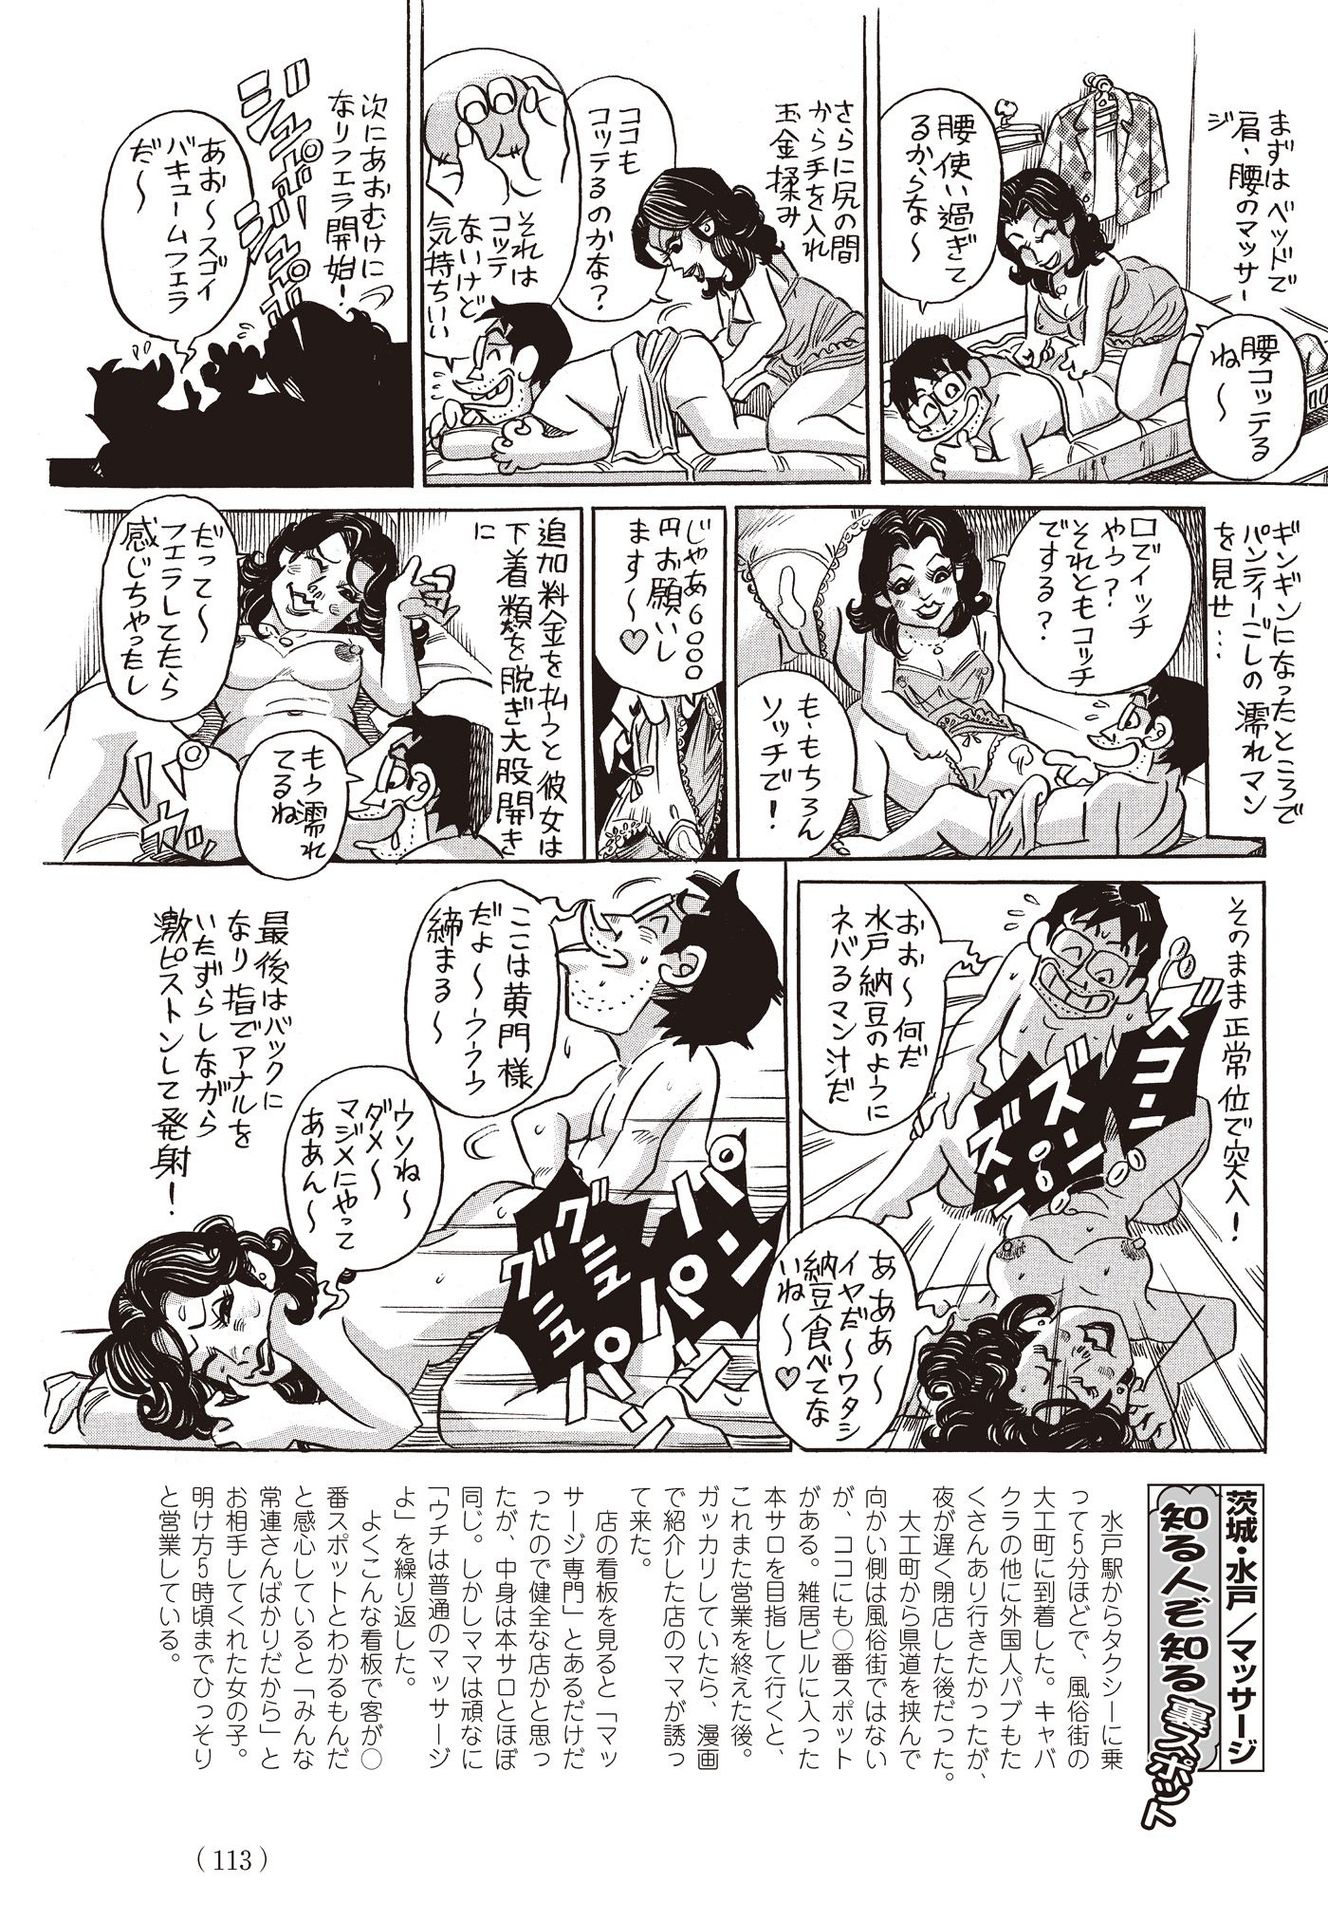 まずはベッドで
肩・腰のマッサー
ジ
腰コッテる
ね〜
腰使い過ぎて
るからな〜
さらに尻の間
から手を入れ
玉金揉み
ココも
コッテるのかな？
それは
コッテ
ないけど
気持ちいい
次にあおむけに
なりフェラ開始！
ジュポッ
ジュポッ
あお〜スゴイ
バキュームフェラ
だ〜
ギンギンになったところで
パンティーごしの濡れマン
を見せ…
口でイッチ
やう？
それともコッチ
でする？
も・もちろん
ソッチで！
じゃあ6000
円お願いし
ます〜♡
追加料金を払うと彼女は
下着類を脱ぎ大股開き
に
だって〜
フェラしてたら
感じちゃったし
もう濡れ
てるね
パ
カッ
そのまま正常位で突入！
おお〜何だ
水戸納豆のように
ネバるマン汁だ
スコン
ズン
ズン
ああ〜
イヤだ〜ワタシ
納豆食べてな
いね〜♡
ここは黄門様
だよ〜ウウウ
締まる〜
パン
パン
パン
グニュ
グニュ
ウソね〜
ダメ〜
マジメにやって
ああん〜
最後はバックに
なり指でアナルを
いたずらしながら
激ピストンして発射！
茨城・水戸／マッサージ
知る人ぞ知る裏スポット
水戸駅からタクシーに乗
って5分ほどで、風俗街の
大工町に到着した。キャバ
クラの他に外国人パブもた
くさんあり行きたかったが、
夜が遅く閉店した後だった。
大工町から県道を挟んで
向かい側は風俗街ではない
が、ココにも○番スポット
がある。雑居ビルに入った
本サロを目指して行くと、
これまた営業を終えた後。
ガッカリしていたら、漫画
で紹介した店のママが誘っ
て来た。
店の看板を見ると「マッ
サージ専門」とあるだけだ
ったので健全な店かと思っ
たが、中身は本サロとほぼ
同じ。しかしママは頑なに
「ウチは普通のマッサージ
よ」を繰り返した。
よくこんな看板で客が○
番スポットとわかるもんだ
と感心していると「みんな
常連さんばかりだから」と
お相手してくれた女の子。
明け方5時頃までひっそり
と営業している。
（113）